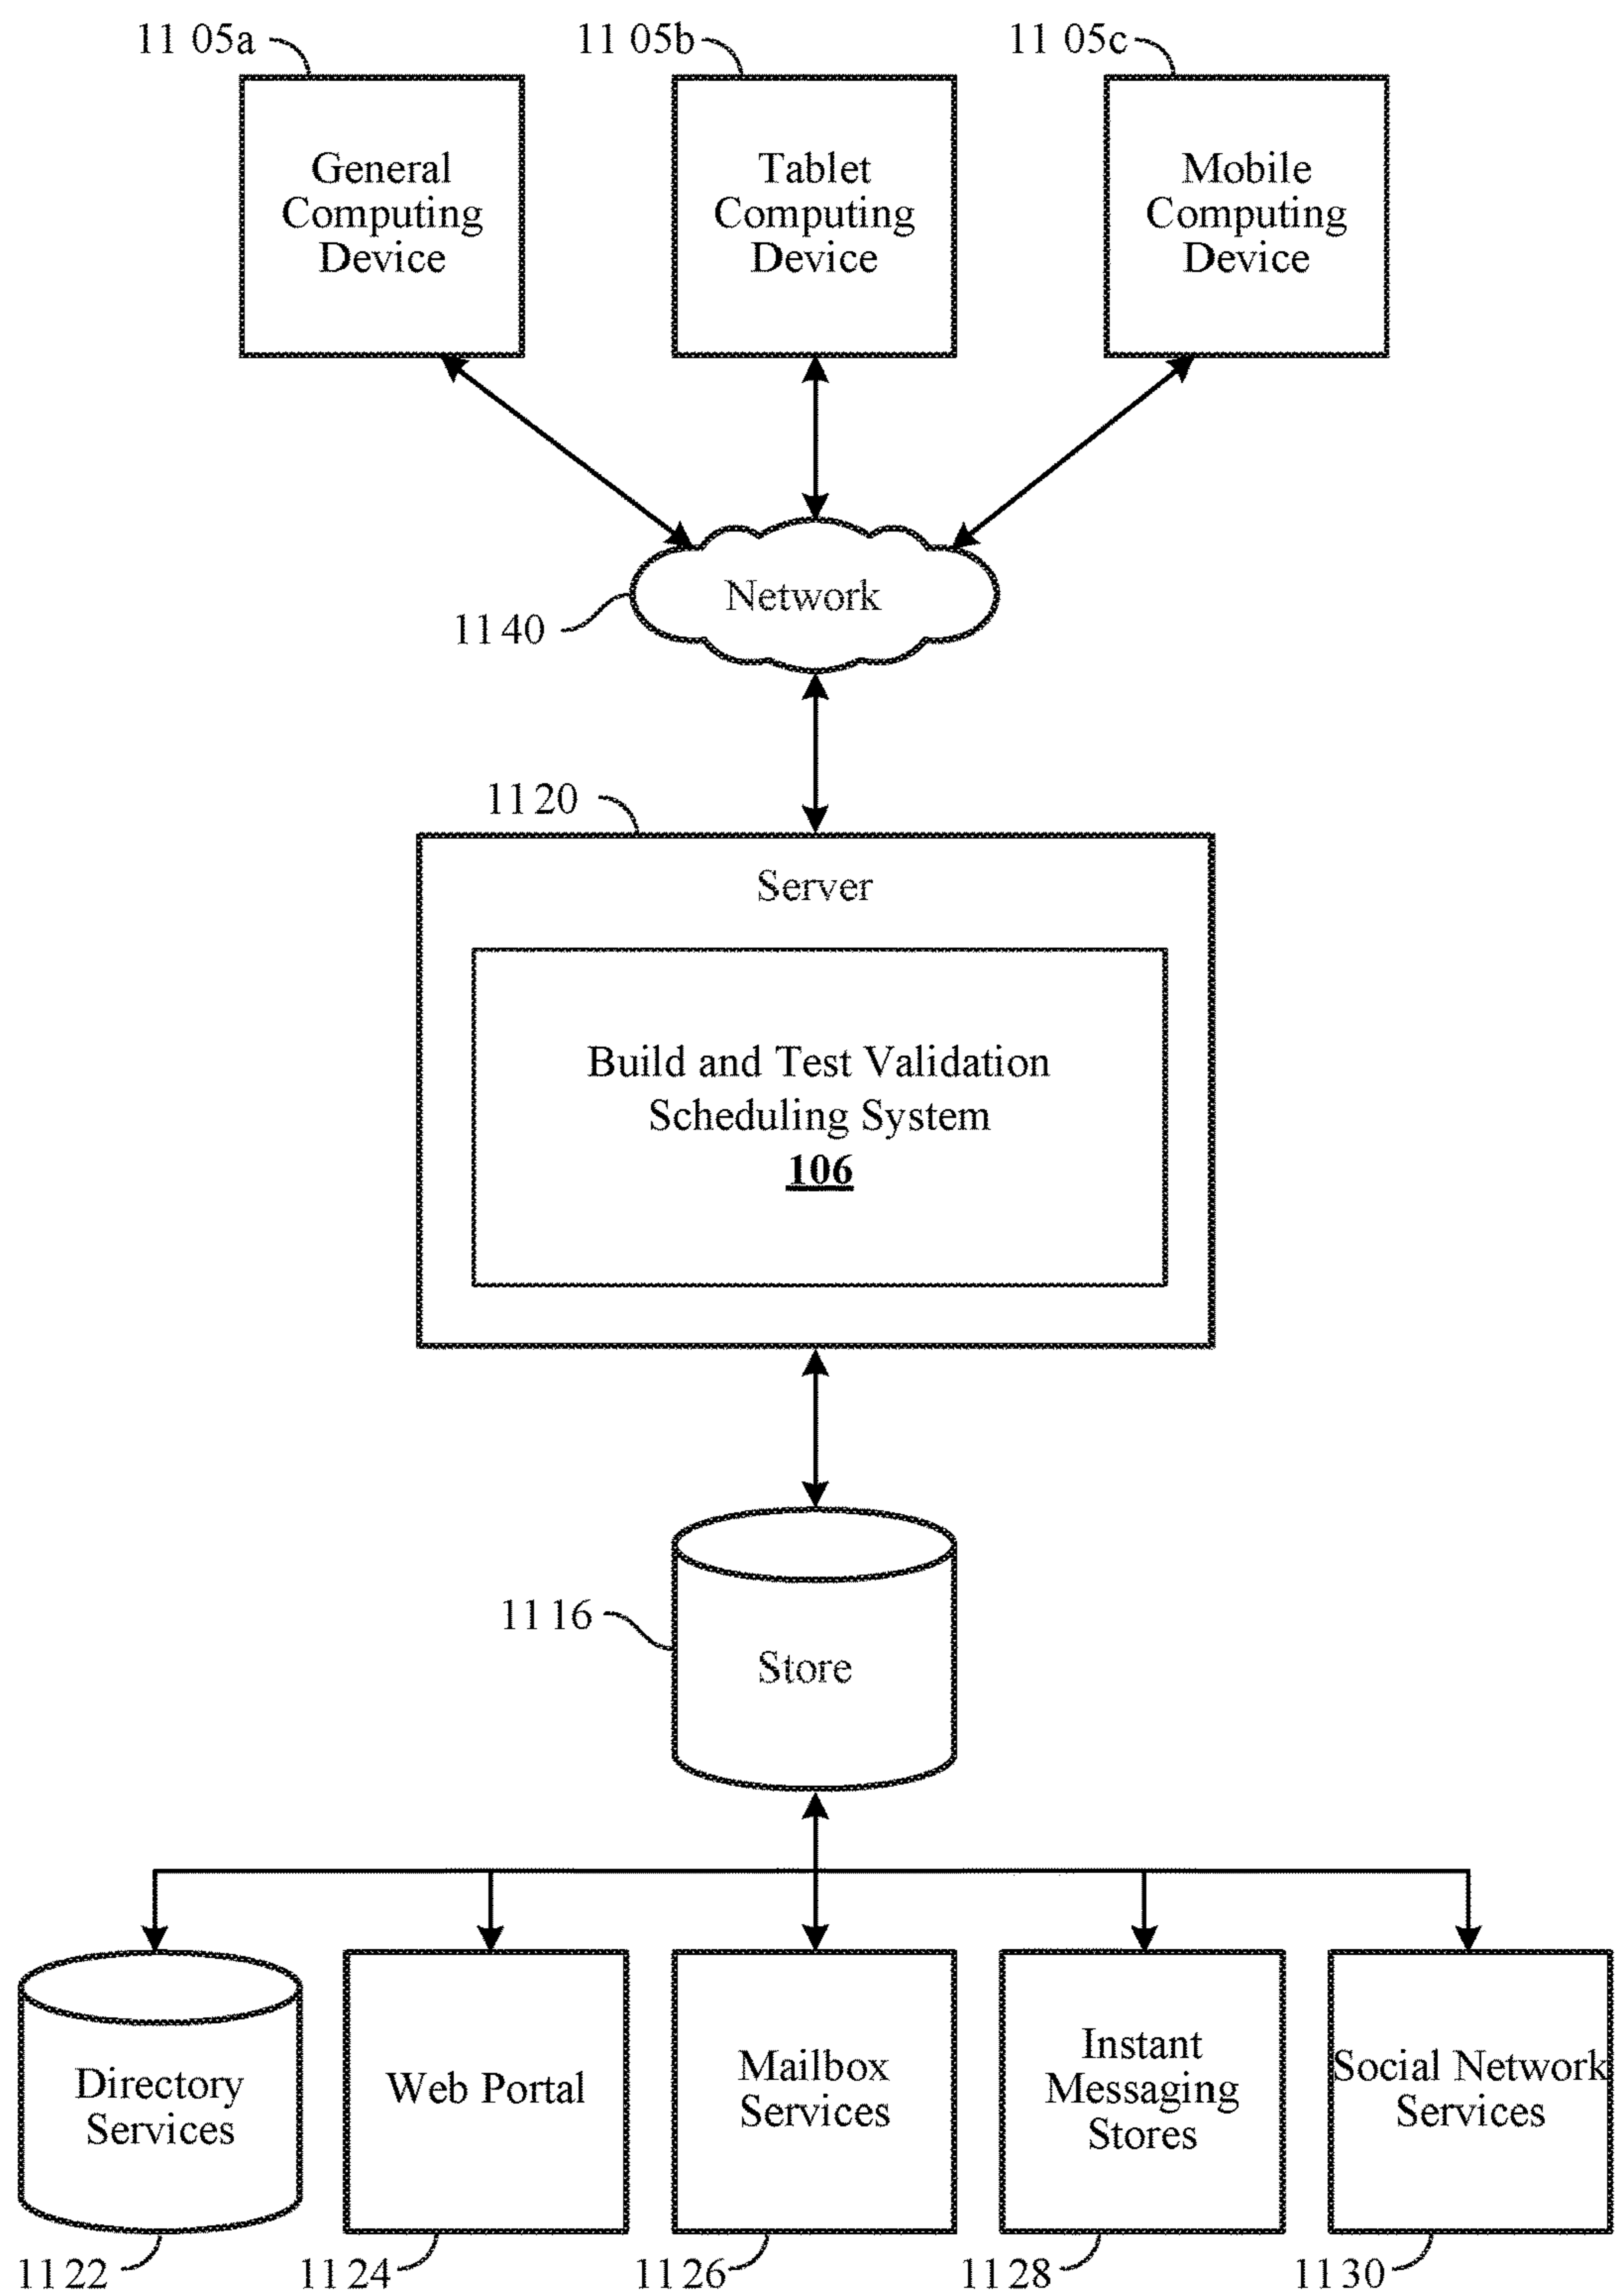 1105a
1105b
1105c
General
Computing
Device
Tablet
Computing
Device
Mobile
Computing
Device
Network
1140
1120
Server
Build and Test Validation
Scheduling System
106
1116
Store
Directory
Services
Web Portal
Mailbox
Services
Instant
Messaging
Stores
Social Network
Services
1122
1124
1126
1128
1130